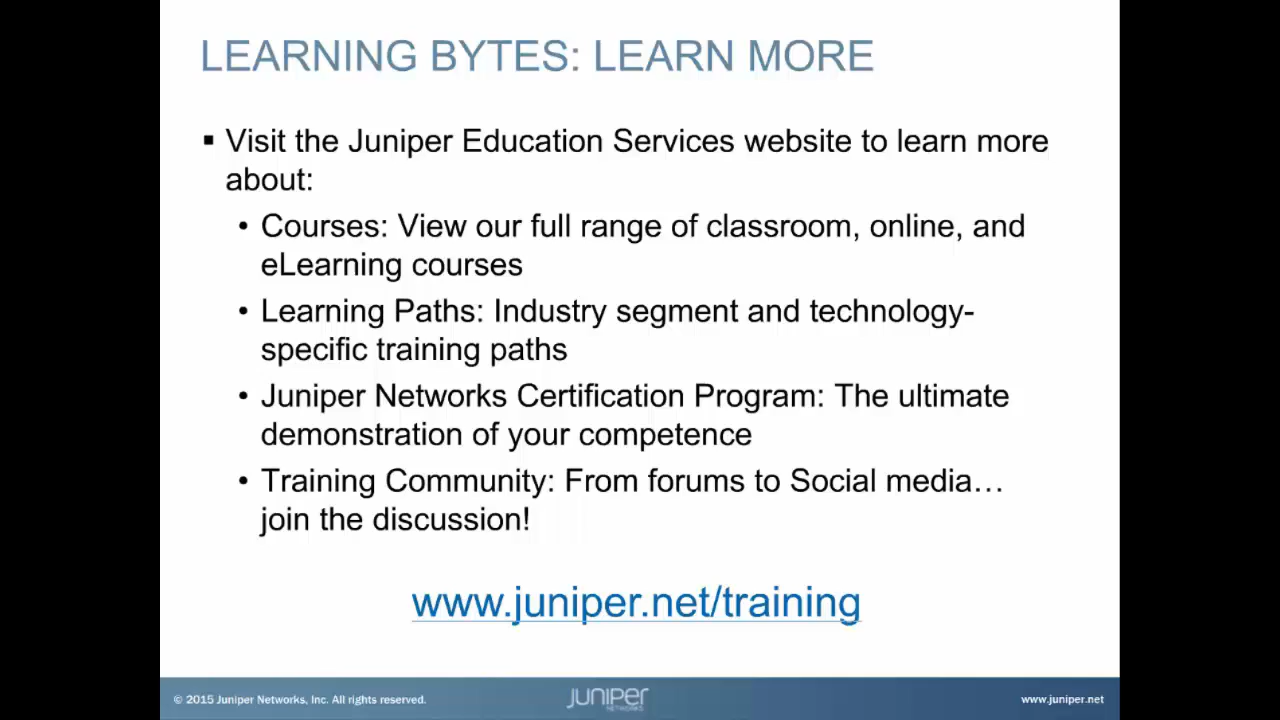 LEARNING BYTES: LEARN MORE
▪ Visit the Juniper Education Services website to learn more
about:
• Courses: View our full range of classroom, online, and
eLearning courses
• Learning Paths: Industry segment and technology-
specific training paths
• Juniper Networks Certification Program: The ultimate
demonstration of your competence
• Training Community: From forums to Social media…
join the discussion!
www.juniper.net/training
© 2015 Juniper Networks, Inc. All rights reserved.
JUNIPER
NETWORKS
www.juniper.net